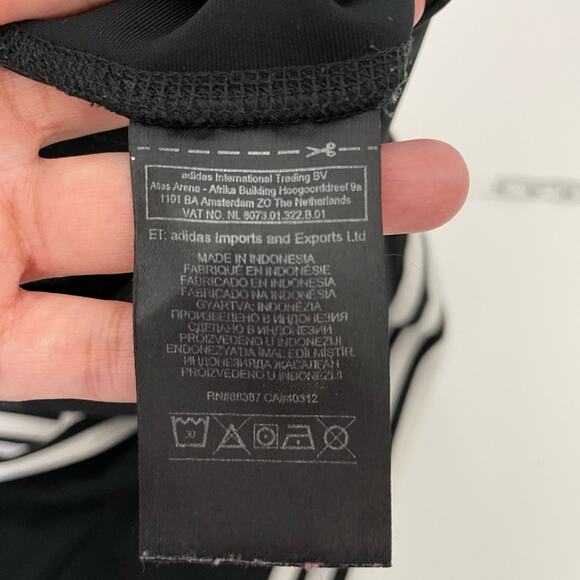 adidas International Trading BV
Atlas Arena - Afrika Building Hoogoorddreef 9a
1101 BA Amsterdam ZO The Netherlands
VAT NO. NL 8073.01.322.B.01
ET: adidas Imports and Exports Ltd
MADE IN INDONESIA
FABRIQUÉ EN INDONÉSIE
FABRICADO EN INDONESIA
FABRICADO NA INDONÉSIA
GYÁRTVA: INDONÉZIA
ПРОИЗВЕДЕНО В ИНДОНЕЗИЯ
СДЕЛАНО В ИНДОНЕЗИИ
PROIZVEDENO U INDONEZIJI
ENDONEZYA'DA İMAL EDİLMİŞTİR.
ИНДОНЕЗИЯДА ЖАСАЛҒАН
PROIZVEDENO U INDONEZIJI
RN#88387 CA#40312
30